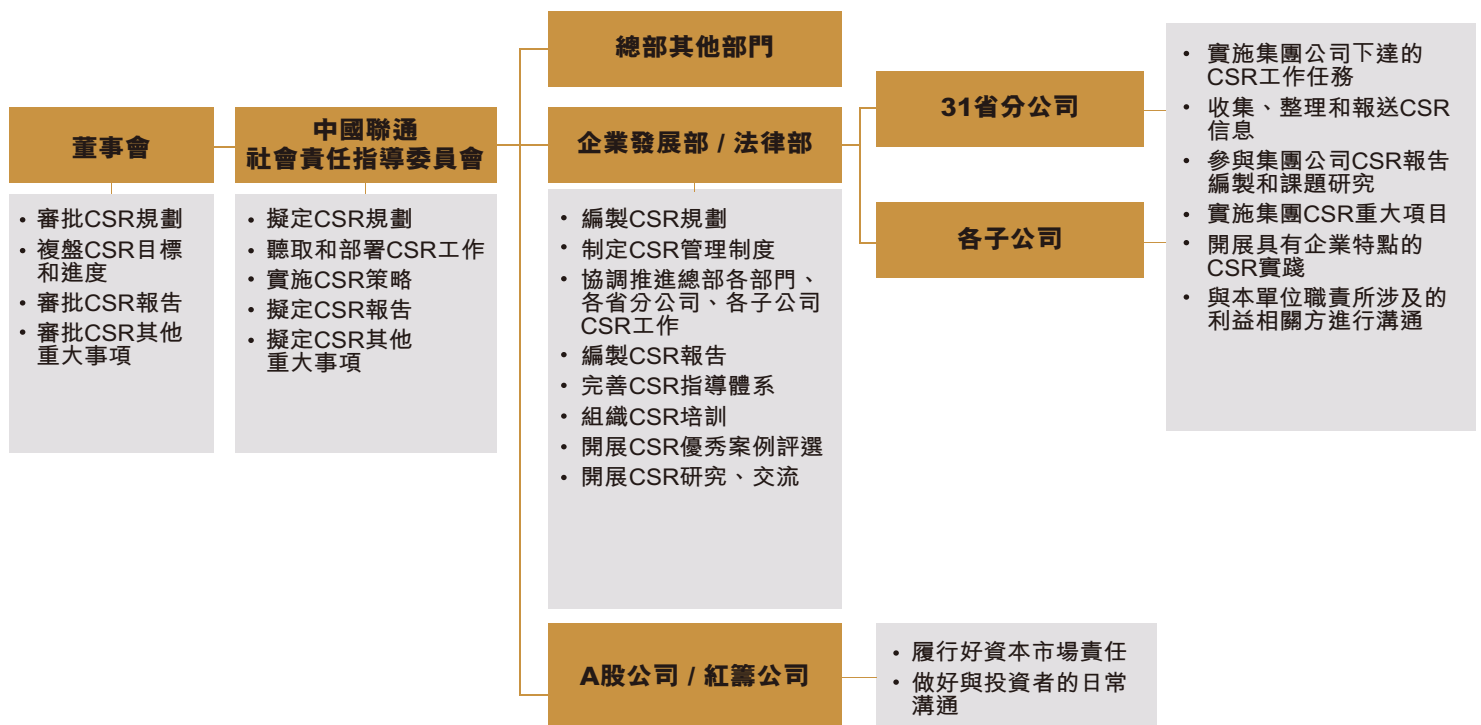 董事會
• 審批CSR規劃
• 複盤CSR目標
和進度
• 審批CSR報告
• 審批CSR其他
重大事項
中國聯通
社會責任指導委員會
• 擬定CSR規劃
• 聽取和部署CSR工作
• 實施CSR策略
• 擬定CSR報告
• 擬定CSR其他
重大事項
總部其他部門
企業發展部 / 法律部
• 編製CSR規劃
• 制定CSR管理制度
• 協調推進總部各部門、
各省分公司、各子公司
CSR工作
• 編製CSR報告
• 完善CSR指導體系
• 組織CSR培訓
• 開展CSR優秀案例評選
• 開展CSR研究、交流
A股公司 / 紅籌公司
• 履行好資本市場責任
• 做好與投資者的日常
溝通
31省分公司
各子公司
• 實施集團公司下達的
CSR工作任務
• 收集、整理和報送CSR
信息
• 參與集團公司CSR報告
編製和課題研究
• 實施集團CSR重大項目
• 開展具有企業特點的
CSR實踐
• 與本單位職責所涉及的
利益相關方進行溝通